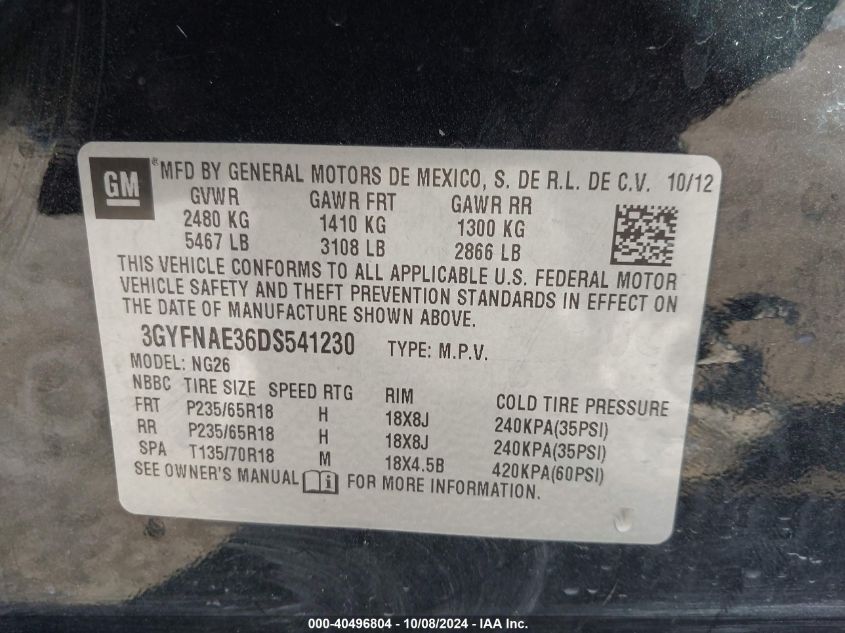 GM
®MFD BY GENERAL MOTORS DE MEXICO, S. DE R.L. DE C.V. 10/12
GVWR GAWR FRT GAWR RR
2480 KG 1410 KG 1300 KG
5467 LB 3108 LB 2866 LB
THIS VEHICLE CONFORMS TO ALL APPLICABLE U.S. FEDERAL MOTOR
VEHICLE SAFETY AND THEFT PREVENTION STANDARDS IN EFFECT ON
THE DATE OF MANUFACTURE SHOWN ABOVE.
3GYFNAE36DS541230 TYPE: M.P.V.
MODEL: NG26
NBBC TIRE SIZE SPEED RTG RIM COLD TIRE PRESSURE
FRT P235/65R18 H 18X8J 240KPA(35PSI)
RR P235/65R18 H 18X8J 240KPA(35PSI)
SPA T135/70R18 M 18X4.5B 420KPA(60PSI)
SEE OWNER'S MANUAL i FOR MORE INFORMATION.
000-40496804 - 10/08/2024 - IAA Inc.